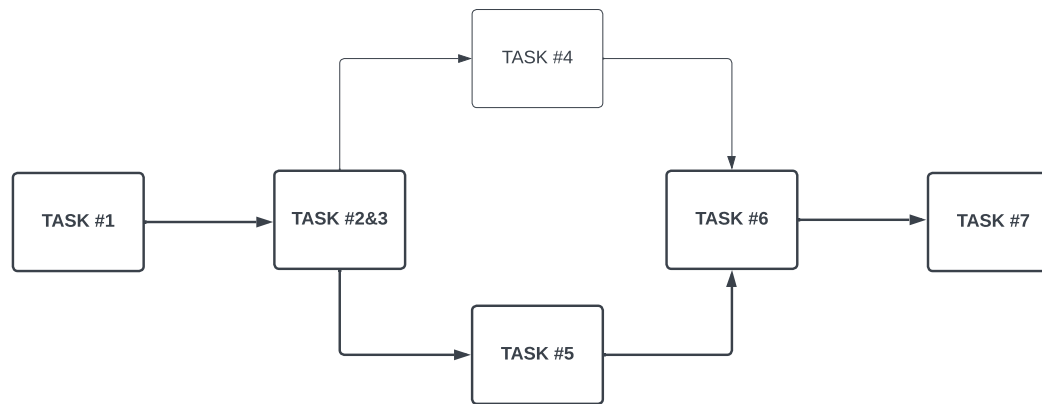 TASK #4
TASK #1
TASK #2&3
TASK #6
TASK #7
TASK #5